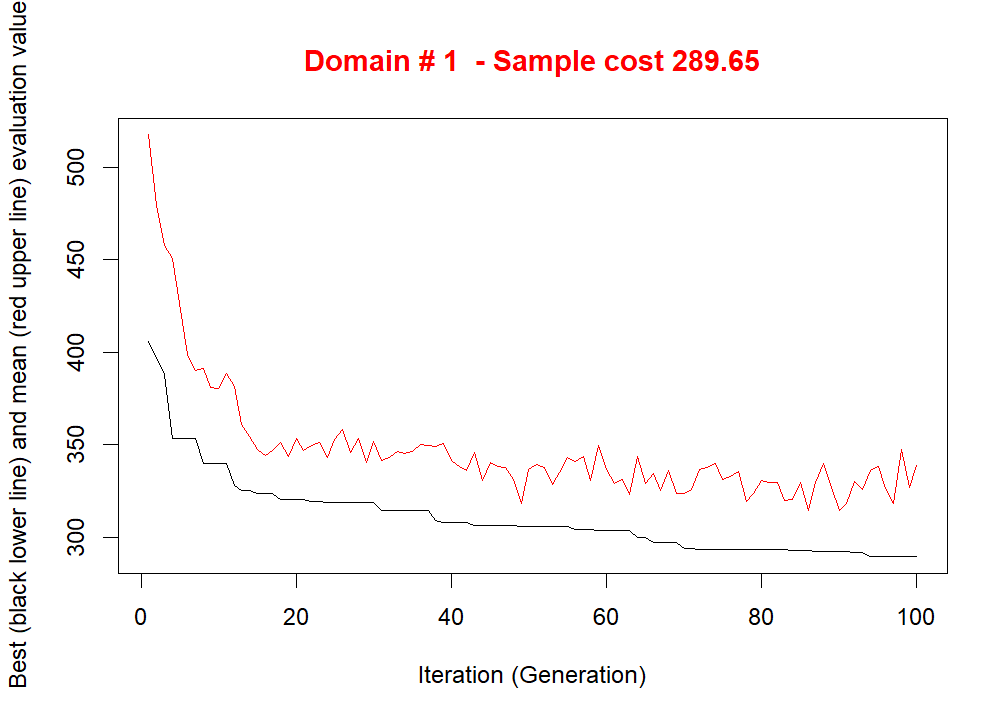 Domain # 1  - Sample cost 289.65
Best (black lower line) and mean (red upper line) evaluation value
500
450
400
350
300
0 20 40 60 80 100
Iteration (Generation)